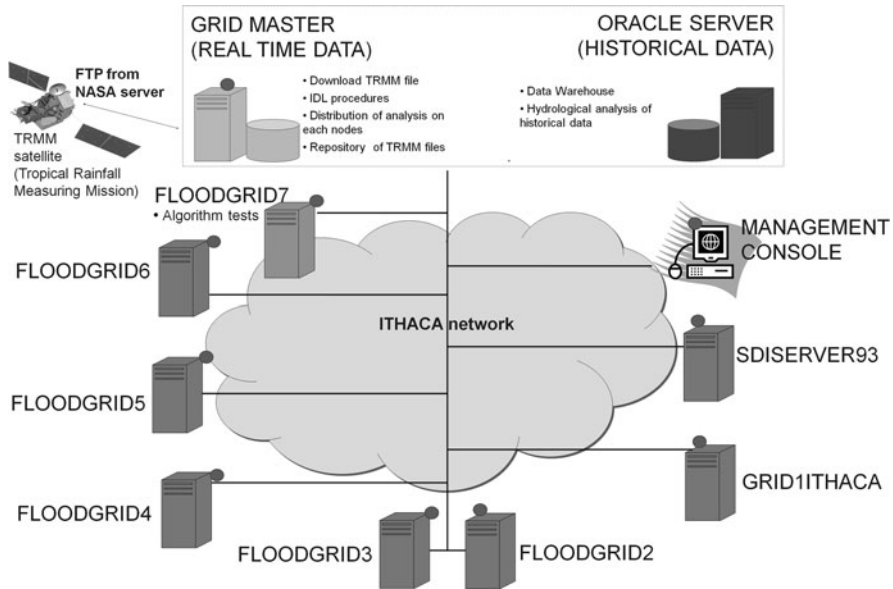 GRID MASTER
(REAL TIME DATA)
• Download TRMM file
• IDL procedures
• Distribution of analysis on
each nodes
• Repository of TRMM files
ORACLE SERVER
(HISTORICAL DATA)
• Data Warehouse
• Hydrological analysis of
historical data
FTP from
NASA server
TRMM
satellite
(Tropical Rainfall
Measuring Mission)
FLOODGRID7
• Algorithm tests
FLOODGRID6
MANAGEMENT
CONSOLE
ITHACA network
SDISERVER93
FLOODGRID5
GRID1ITHACA
FLOODGRID4
FLOODGRID3
FLOODGRID2